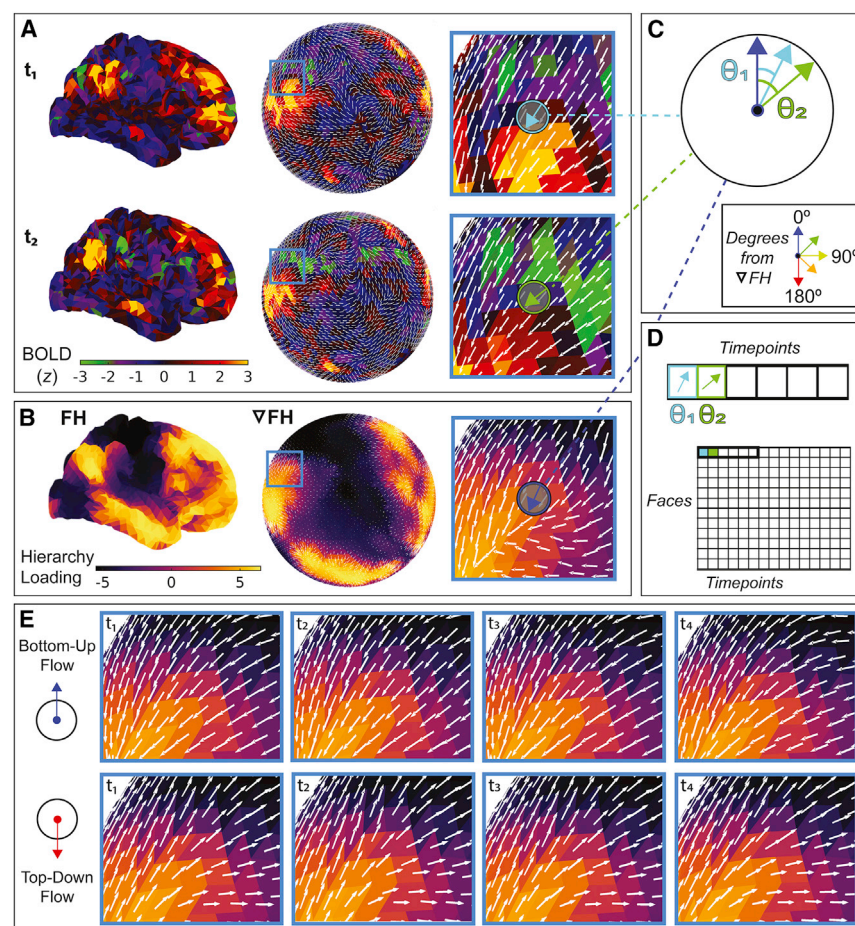 A
t₁
t₂
BOLD
(z)
-3 -2 -1 0 1 2 3
B
FH
∇FH
Hierarchy
Loading
-5 0 5
C
θ₁
θ₂
Degrees
from
∇FH
0º
90º
180º
D
Timepoints
θ₁ θ₂
Faces
Timepoints
E
Bottom-Up
Flow
t₁ t₂ t₃ t₄
Top-Down
Flow
t₁ t₂ t₃ t₄